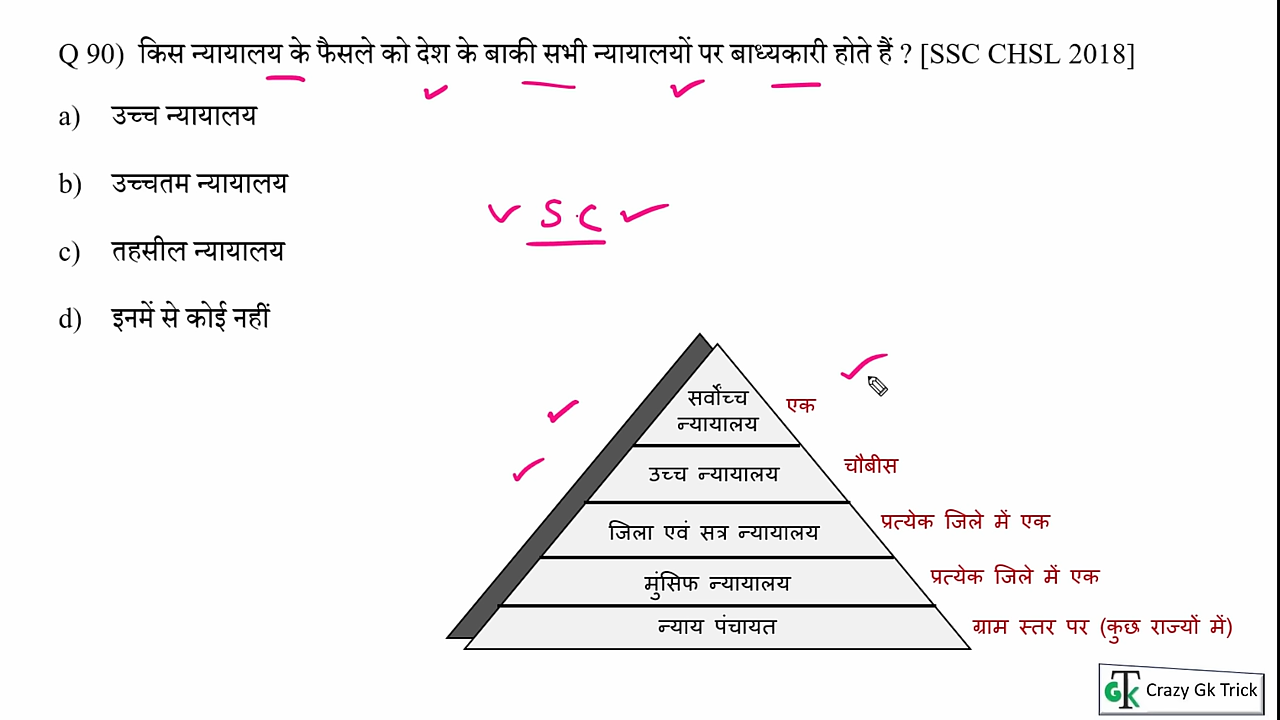 Q 90) किस न्यायालय के फैसले को देश के बाकी सभी न्यायालयों पर बाध्यकारी होते हैं ? [SSC CHSL 2018]
a) उच्च न्यायालय
b) उच्चतम न्यायालय
SC
c) तहसील न्यायालय
d) इनमें से कोई नहीं
सर्वोच्च
न्यायालय
एक
उच्च न्यायालय
चौबीस
जिला एवं सत्र न्यायालय
प्रत्येक जिले में एक
मुंसिफ न्यायालय
प्रत्येक जिले में एक
न्याय पंचायत
ग्राम स्तर पर (कुछ राज्यों में)
GTK Crazy Gk Trick